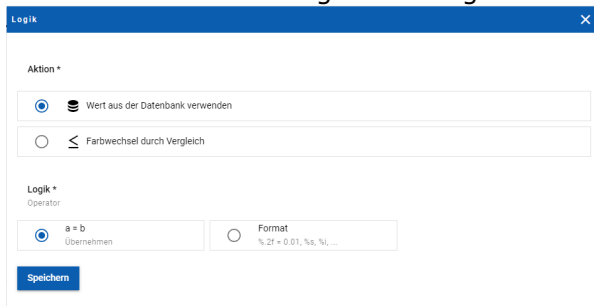 Logik
Aktion *
Wert aus der Datenbank verwenden
Farbwechsel durch Vergleich
Logik *
Operator
a = b
Übernehmen
Format
%.2f = 0.01, %s, %i, ...
Speichern